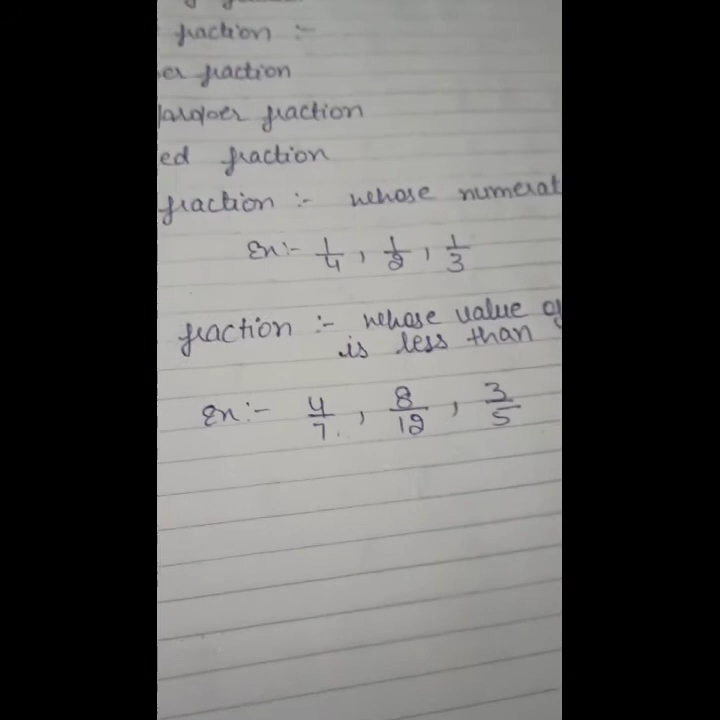 fraction :-
er fraction
fraction
ed fraction
fraction :- whose numerat
Ex:- 1/4, 1/2, 1/3
fraction :- whose value of
is less than
Ex:- 4/7, 8/12, 3/5